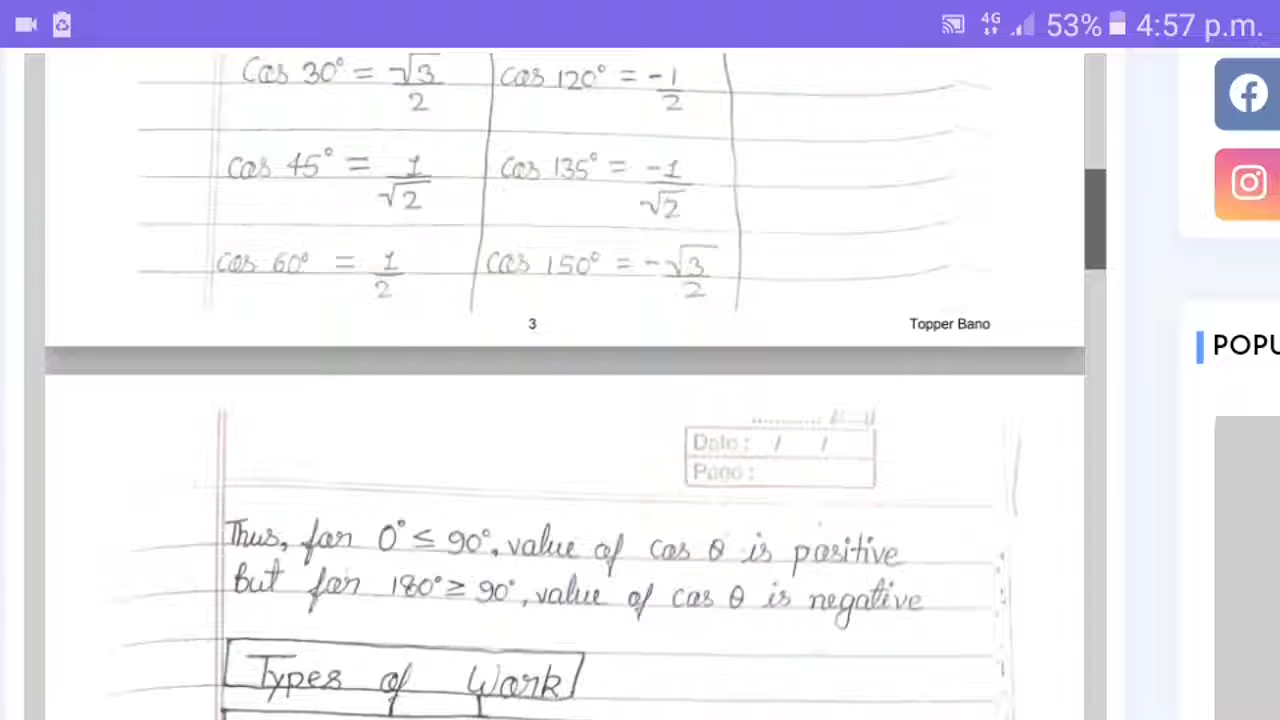 4G 53% 4:57 p.m.
cos 30° = √3/2 cos 120° = -1/2
cos 45° = 1/√2 cos 135° = -1/√2
cos 60° = 1/2 cos 150° = -√3/2
3 Topper Bano
POPU
Date : / /
Page :
Thus, for 0° ≤ 90°, value of cos θ is positive
but for 180° ≥ 90°, value of cos θ is negative
Types of Work